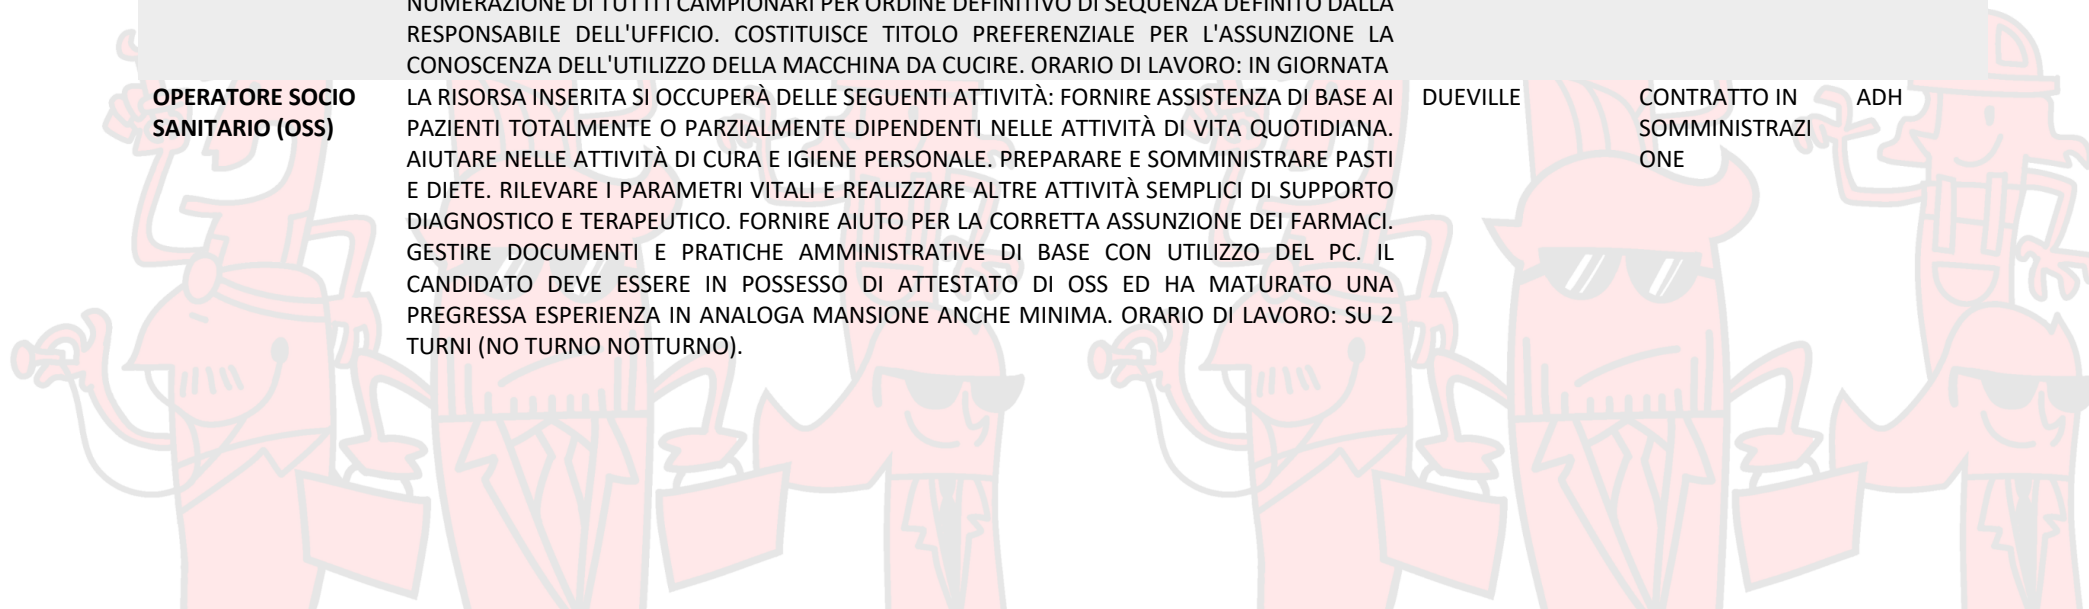 NUMERAZIONE DI TUTTI I CAMPIONARI PER ORDINE DEFINITIVO DI SEQUENZA DEFINITO DALLA
RESPONSABILE DELL'UFFICIO. COSTITUISCE TITOLO PREFERENZIALE PER L'ASSUNZIONE LA
CONOSCENZA DELL'UTILIZZO DELLA MACCHINA DA CUCIRE. ORARIO DI LAVORO: IN GIORNATA
OPERATORE SOCIO
SANITARIO (OSS)
LA RISORSA INSERITA SI OCCUPERÀ DELLE SEGUENTI ATTIVITÀ: FORNIRE ASSISTENZA DI BASE AI
PAZIENTI TOTALMENTE O PARZIALMENTE DIPENDENTI NELLE ATTIVITÀ DI VITA QUOTIDIANA.
AIUTARE NELLE ATTIVITÀ DI CURA E IGIENE PERSONALE. PREPARARE E SOMMINISTRARE PASTI
E DIETE. RILEVARE I PARAMETRI VITALI E REALIZZARE ALTRE ATTIVITÀ SEMPLICI DI SUPPORTO
DIAGNOSTICO E TERAPEUTICO. FORNIRE AIUTO PER LA CORRETTA ASSUNZIONE DEI FARMACI.
GESTIRE DOCUMENTI E PRATICHE AMMINISTRATIVE DI BASE CON UTILIZZO DEL PC. IL
CANDIDATO DEVE ESSERE IN POSSESSO DI ATTESTATO DI OSS ED HA MATURATO UNA
PREGRESSA ESPERIENZA IN ANALOGA MANSIONE ANCHE MINIMA. ORARIO DI LAVORO: SU 2
TURNI (NO TURNO NOTTURNO).
DUEVILLE
CONTRATTO IN
SOMMINISTRAZI
ONE
ADH